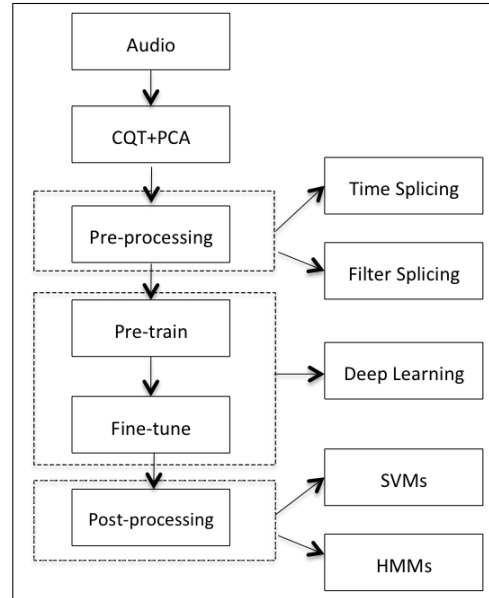 Audio
CQT+PCA
Time Splicing
Pre-processing
Filter Splicing
Pre-train
Deep Learning
Fine-tune
SVMs
Post-processing
HMMs